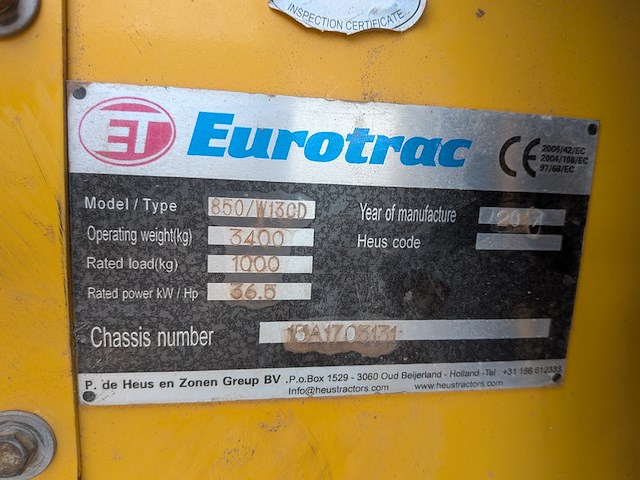 INSPECTION CERTIFICATE
ET Eurotrac CE
2006/42/EC
2004/108/EC
97/68/EC
Model / Type 850/W13CD
Operating weight(kg) 3400
Rated load(kg) 1000
Rated power kW / Hp 36.5
Year of manufacture
Heus code
Chassis number 13A1703131
P. de Heus en Zonen Greup BV .P.o.Box 1529 - 3060 Oud Beijerland - Holland -Tel +31 186 612333
Info@heustractors.com www.heustractors.com